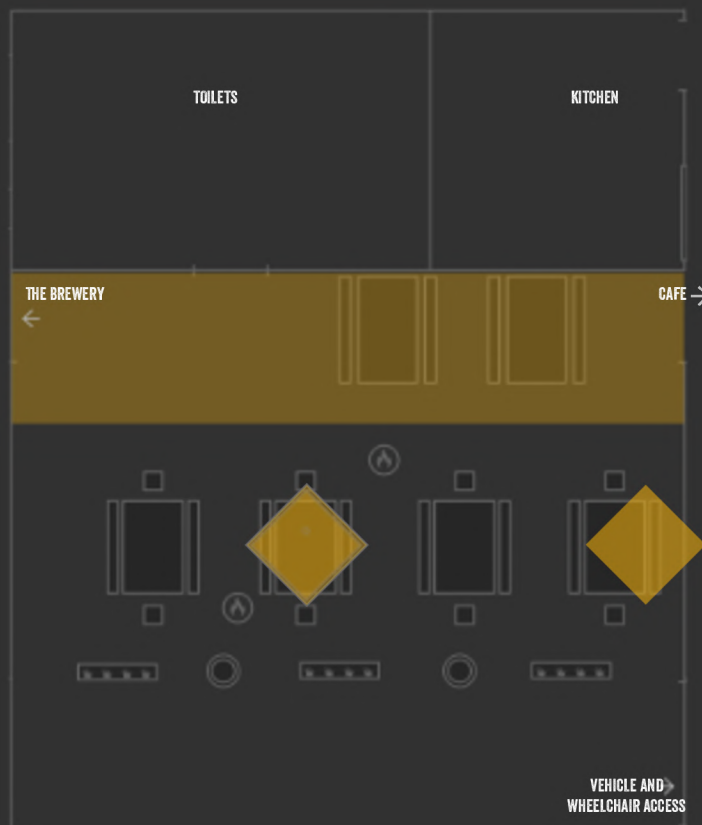 TOILETS
KITCHEN
THE BREWERY
CAFE
VEHICLE AND
WHEELCHAIR ACCESS